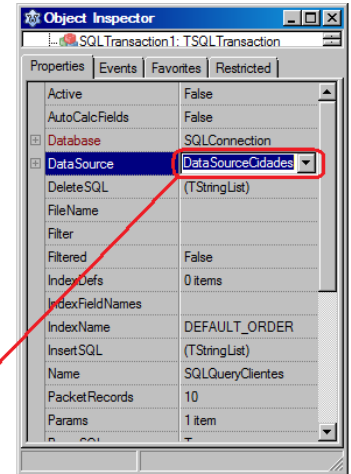 Object Inspector
SQLTransaction1: TSQLTransaction
Properties Events Favorites Restricted
Active False
AutoCalcFields False
Database SQLConnection
DataSource DataSourceCidades
DeleteSQL (TStringList)
FileName
Filter
Filtered False
IndexDefs 0 items
IndexFieldNames
IndexName DEFAULT_ORDER
InsertSQL (TStringList)
Name SQLQueryClientes
PacketRecords 10
Params 1 item